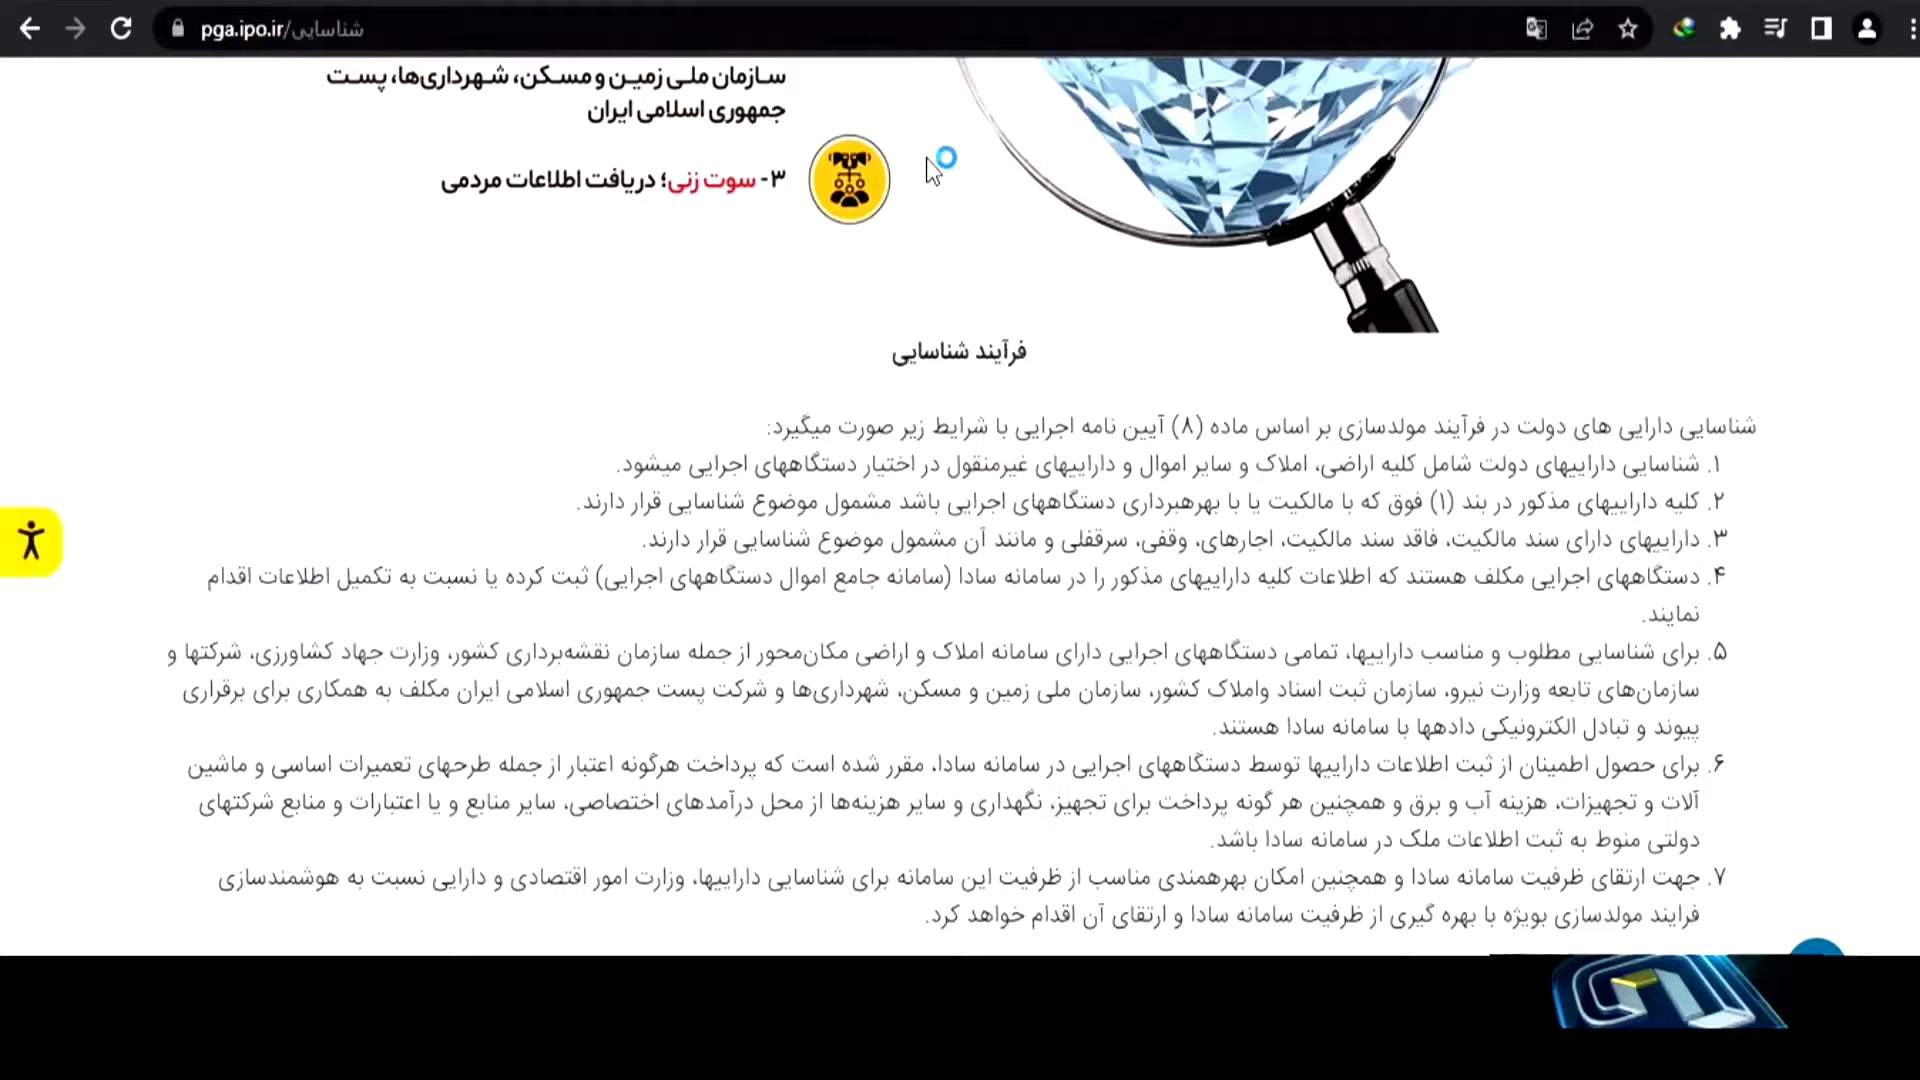 pga.ipo.ir/شناسایی
سازمان ملی زمین و مسکن، شهرداری‌ها، پست
جمهوری اسلامی ایران
۳- سوت زنی؛ دریافت اطلاعات مردمی
فرآیند شناسایی
شناسایی دارایی های دولت در فرآیند مولدسازی بر اساس ماده (۸) آیین نامه اجرایی با شرایط زیر صورت میگیرد:
۱. شناسایی داراییهای دولت شامل کلیه اراضی، املاک و سایر اموال و داراییهای غیرمنقول در اختیار دستگاههای اجرایی میشود.
۲. کلیه داراییهای مذکور در بند (۱) فوق که با مالکیت یا با بهرهبرداری دستگاههای اجرایی باشد مشمول موضوع شناسایی قرار دارند.
۳. داراییهای دارای سند مالکیت، فاقد سند مالکیت، اجارهای، وقفی، سرقفلی و مانند آن مشمول موضوع شناسایی قرار دارند.
۴. دستگاههای اجرایی مکلف هستند که اطلاعات کلیه داراییهای مذکور را در سامانه سادا (سامانه جامع اموال دستگاههای اجرایی) ثبت کرده یا نسبت به تکمیل اطلاعات اقدام
نمایند.
۵. برای شناسایی مطلوب و مناسب داراییها، تمامی دستگاههای اجرایی دارای سامانه املاک و اراضی مکان‌محور از جمله سازمان نقشه‌برداری کشور، وزارت جهاد کشاورزی، شرکتها و
سازمان‌های تابعه وزارت نیرو، سازمان ثبت اسناد واملاک کشور، سازمان ملی زمین و مسکن، شهرداری‌ها و شرکت پست جمهوری اسلامی ایران مکلف به همکاری برای برقراری
پیوند و تبادل الکترونیکی دادهها با سامانه سادا هستند.
۶. برای حصول اطمینان از ثبت اطلاعات داراییها توسط دستگاههای اجرایی در سامانه سادا، مقرر شده است که پرداخت هرگونه اعتبار از جمله طرحهای تعمیرات اساسی و ماشین
آلات و تجهیزات، هزینه آب و برق و همچنین هر گونه پرداخت برای تجهیز، نگهداری و سایر هزینه‌ها از محل درآمدهای اختصاصی، سایر منابع و یا اعتبارات و منابع شرکتهای
دولتی منوط به ثبت اطلاعات ملک در سامانه سادا باشد.
۷. جهت ارتقای ظرفیت سامانه سادا و همچنین امکان بهرهمندی مناسب از ظرفیت این سامانه برای شناسایی داراییها، وزارت امور اقتصادی و دارایی نسبت به هوشمندسازی
فرایند مولدسازی بویژه با بهره گیری از ظرفیت سامانه سادا و ارتقای آن اقدام خواهد کرد.